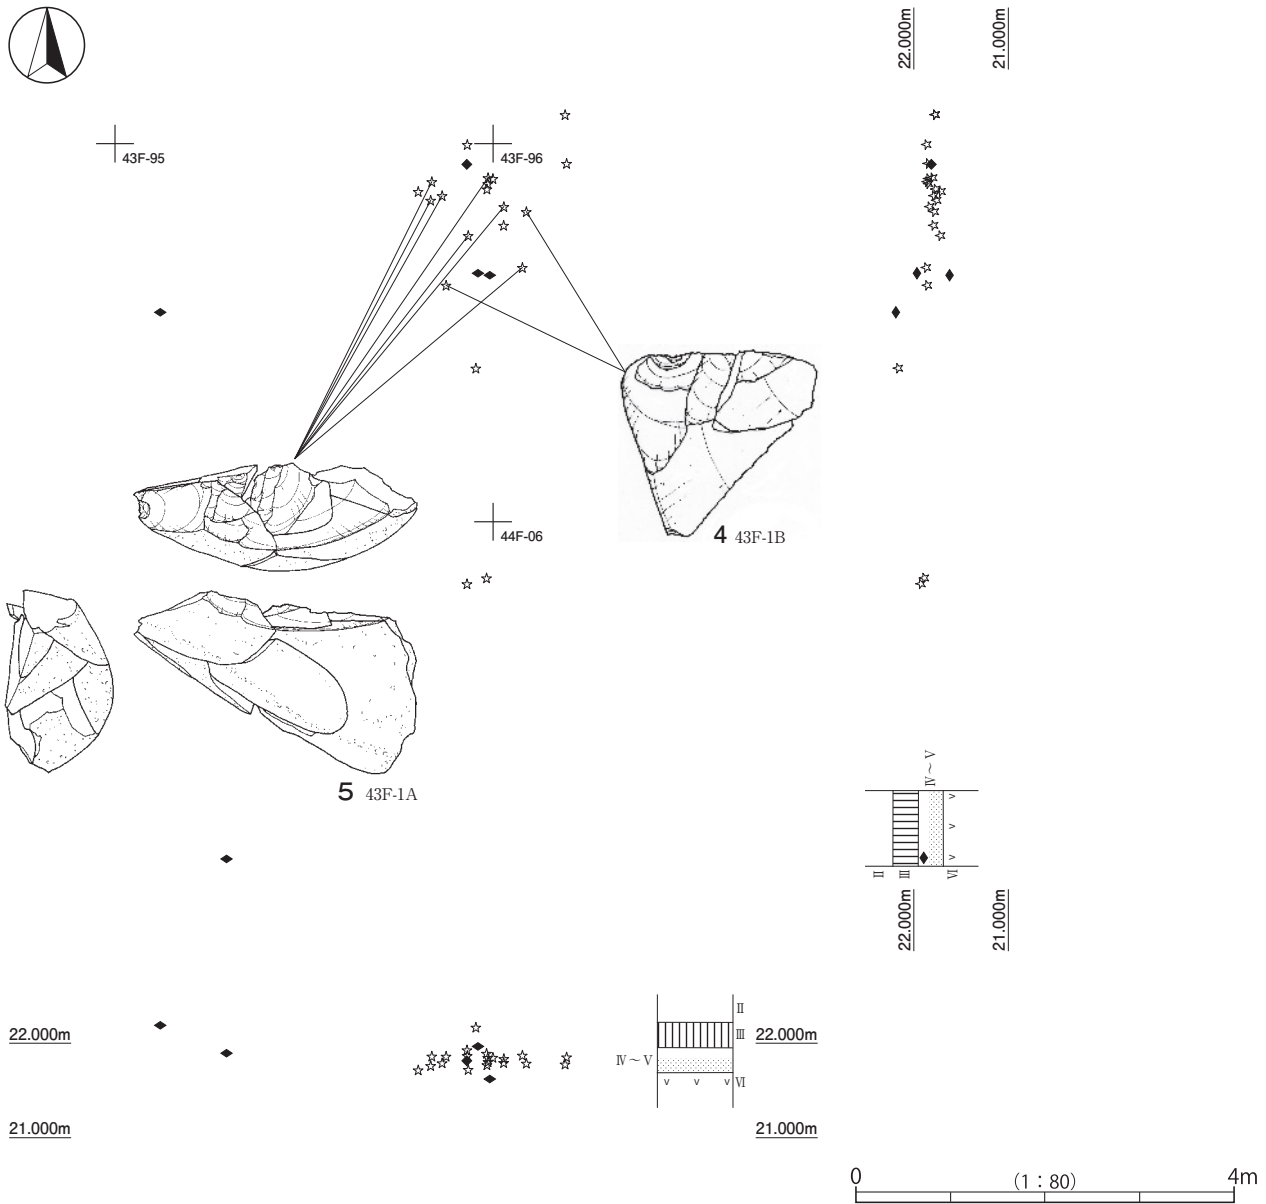 22.000m
21.000m
43F-95
43F-96
4 43F-1B
44F-06
5 43F-1A
Ⅳ～Ⅴ
v
v
v
Ⅱ
Ⅲ
Ⅵ
22.000m
21.000m
22.000m
Ⅱ
Ⅲ
22.000m
Ⅳ～Ⅴ
v v v
Ⅵ
21.000m
21.000m
0
(1：80)
4m